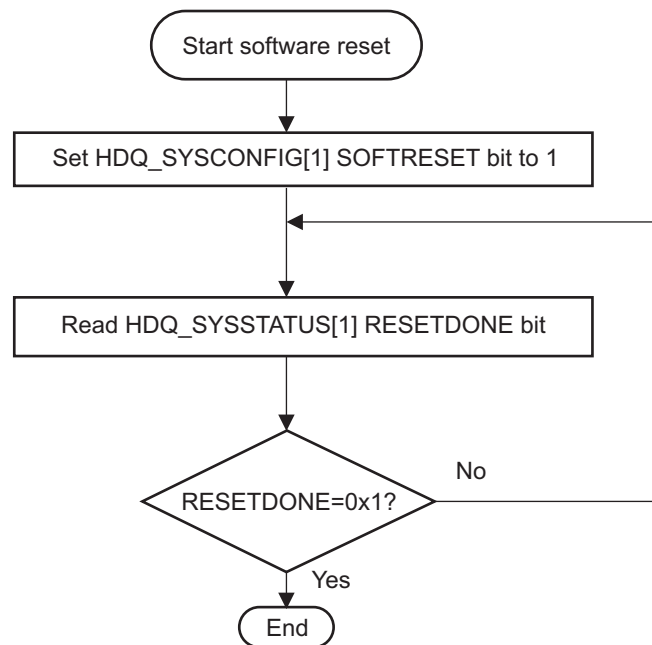 Start software reset
Set HDQ_SYSCONFIG[1] SOFTRESET bit to 1
Read HDQ_SYSSTATUS[1] RESETDONE bit
RESETDONE=0x1?
No
Yes
End